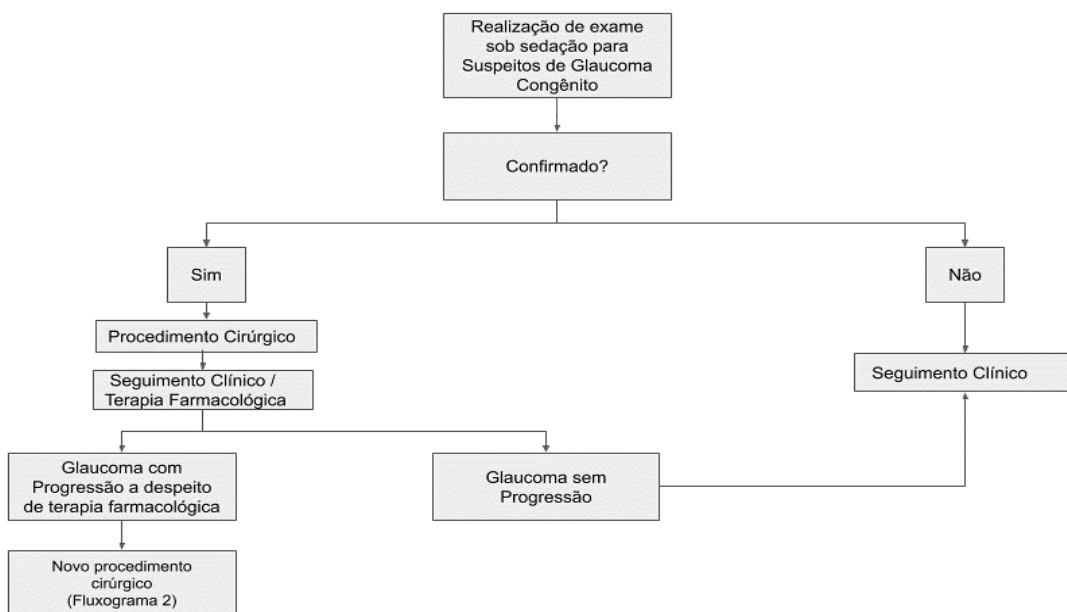 Realização de exame
sob sedação para
Suspeitos de Glaucoma
Congênito
Confirmado?
Sim
Não
Procedimento Cirúrgico
Seguimento Clínico
Seguimento Clínico /
Terapia Farmacológica
Glaucoma com
Progressão a despeito
de terapia farmacológica
Glaucoma sem
Progressão
Novo procedimento
cirúrgico
(Fluxograma 2)